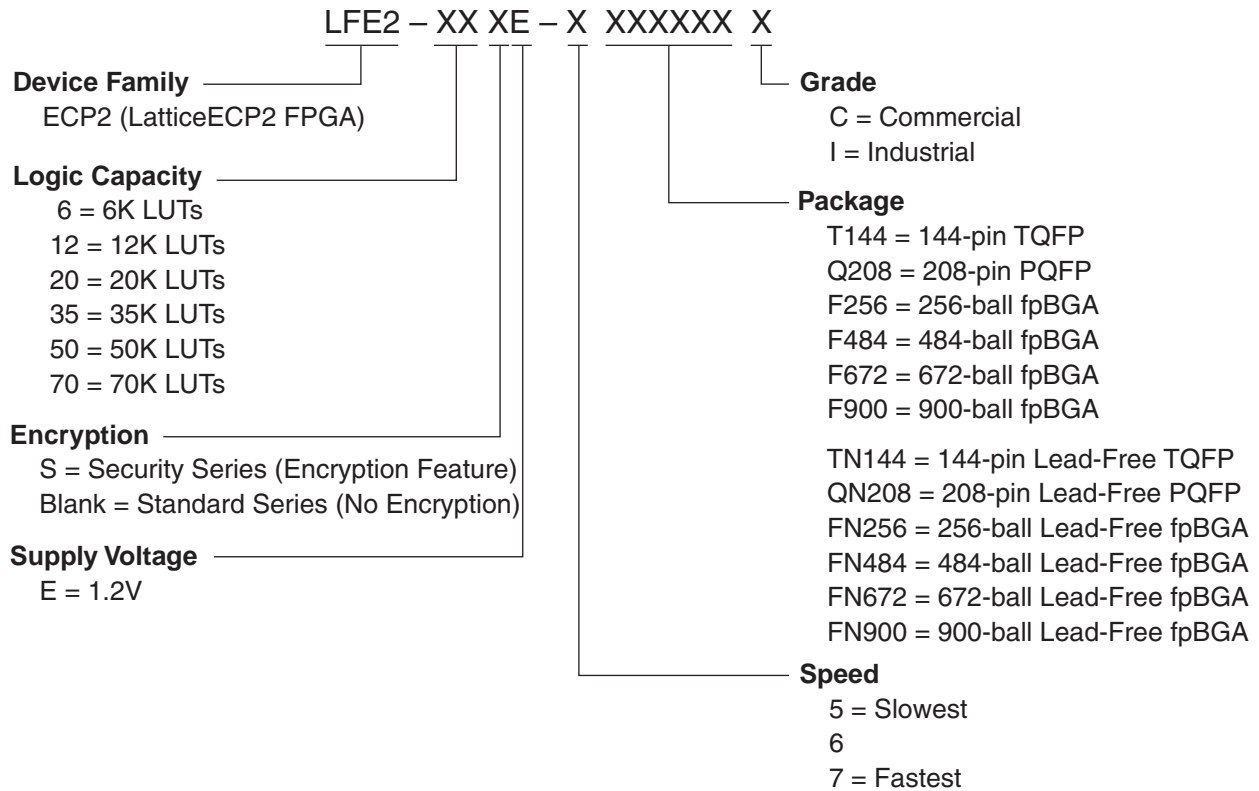 LFE2 – XX XE – X XXXXXX X
Device Family
ECP2 (LatticeECP2 FPGA)
Logic Capacity
6 = 6K LUTs
12 = 12K LUTs
20 = 20K LUTs
35 = 35K LUTs
50 = 50K LUTs
70 = 70K LUTs
Encryption
S = Security Series (Encryption Feature)
Blank = Standard Series (No Encryption)
Supply Voltage
E = 1.2V
Grade
C = Commercial
I = Industrial
Package
T144 = 144-pin TQFP
Q208 = 208-pin PQFP
F256 = 256-ball fpBGA
F484 = 484-ball fpBGA
F672 = 672-ball fpBGA
F900 = 900-ball fpBGA
TN144 = 144-pin Lead-Free TQFP
QN208 = 208-pin Lead-Free PQFP
FN256 = 256-ball Lead-Free fpBGA
FN484 = 484-ball Lead-Free fpBGA
FN672 = 672-ball Lead-Free fpBGA
FN900 = 900-ball Lead-Free fpBGA
Speed
5 = Slowest
6
7 = Fastest